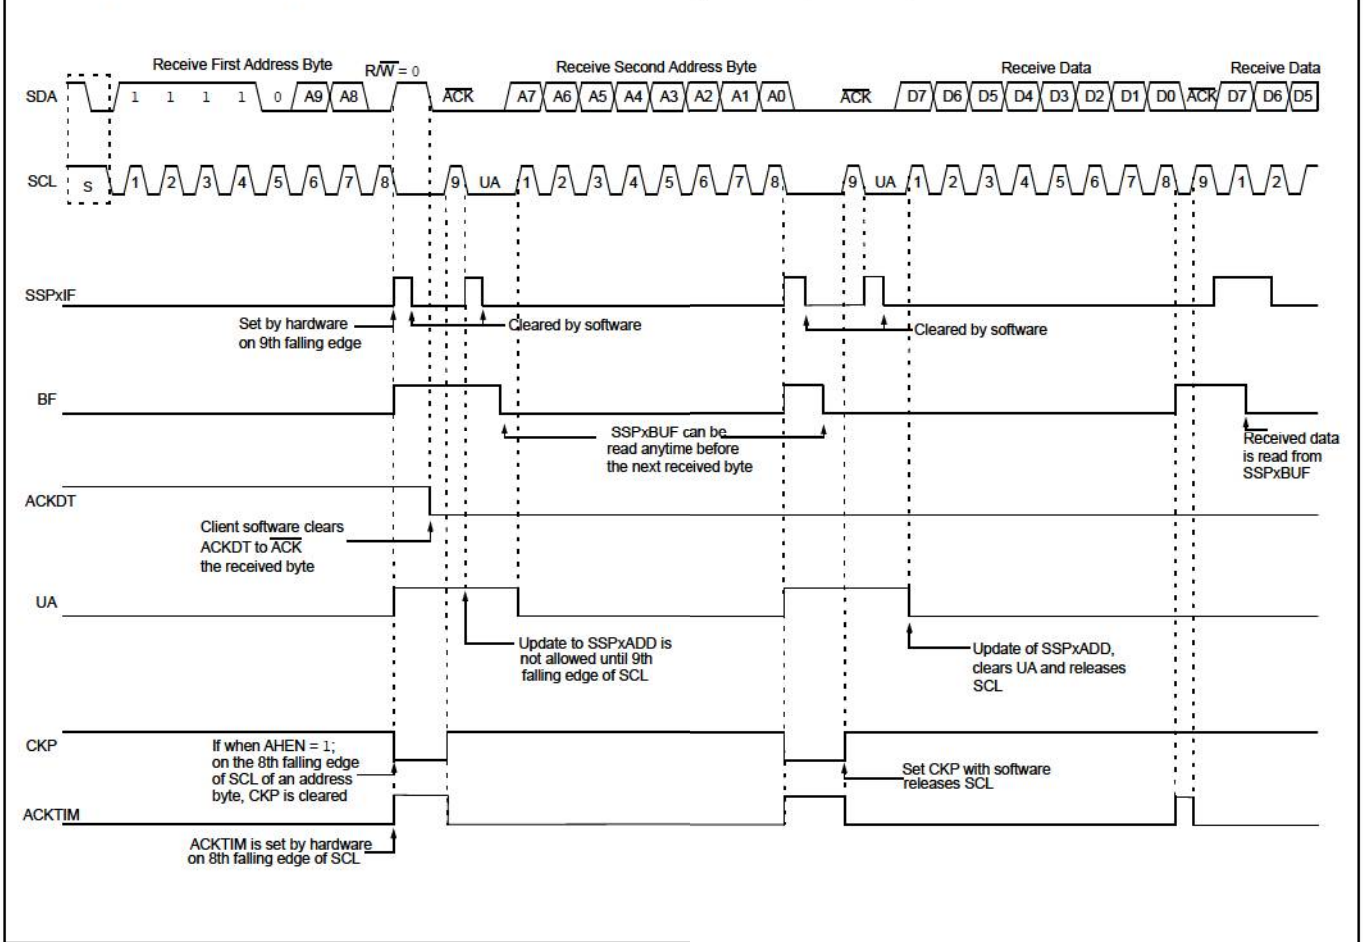 Receive First Address Byte R/W̅ = 0 Receive Second Address Byte Receive Data Receive Data
SDA 1 1 1 1 0 A9 A8 A̅C̅K̅ A7 A6 A5 A4 A3 A2 A1 A0 A̅C̅K̅ D7 D6 D5 D4 D3 D2 D1 D0 A̅C̅K̅ D7 D6 D5
SCL S 1 2 3 4 5 6 7 8 9 UA 1 2 3 4 5 6 7 8 9 UA 1 2 3 4 5 6 7 8 9 1 2
SSPxIF
Set by hardware
on 9th falling edge
Cleared by software
Cleared by software
BF
SSPxBUF can be
read anytime before
the next received byte
Received data
is read from
SSPxBUF
ACKDT
Client software clears
ACKDT to A̅C̅K̅
the received byte
UA
Update to SSPxADD is
not allowed until 9th
falling edge of SCL
Update of SSPxADD,
clears UA and releases
SCL
CKP
If when AHEN = 1;
on the 8th falling edge
of SCL of an address
byte, CKP is cleared
Set CKP with software
releases SCL
ACKTIM
ACKTIM is set by hardware
on 8th falling edge of SCL